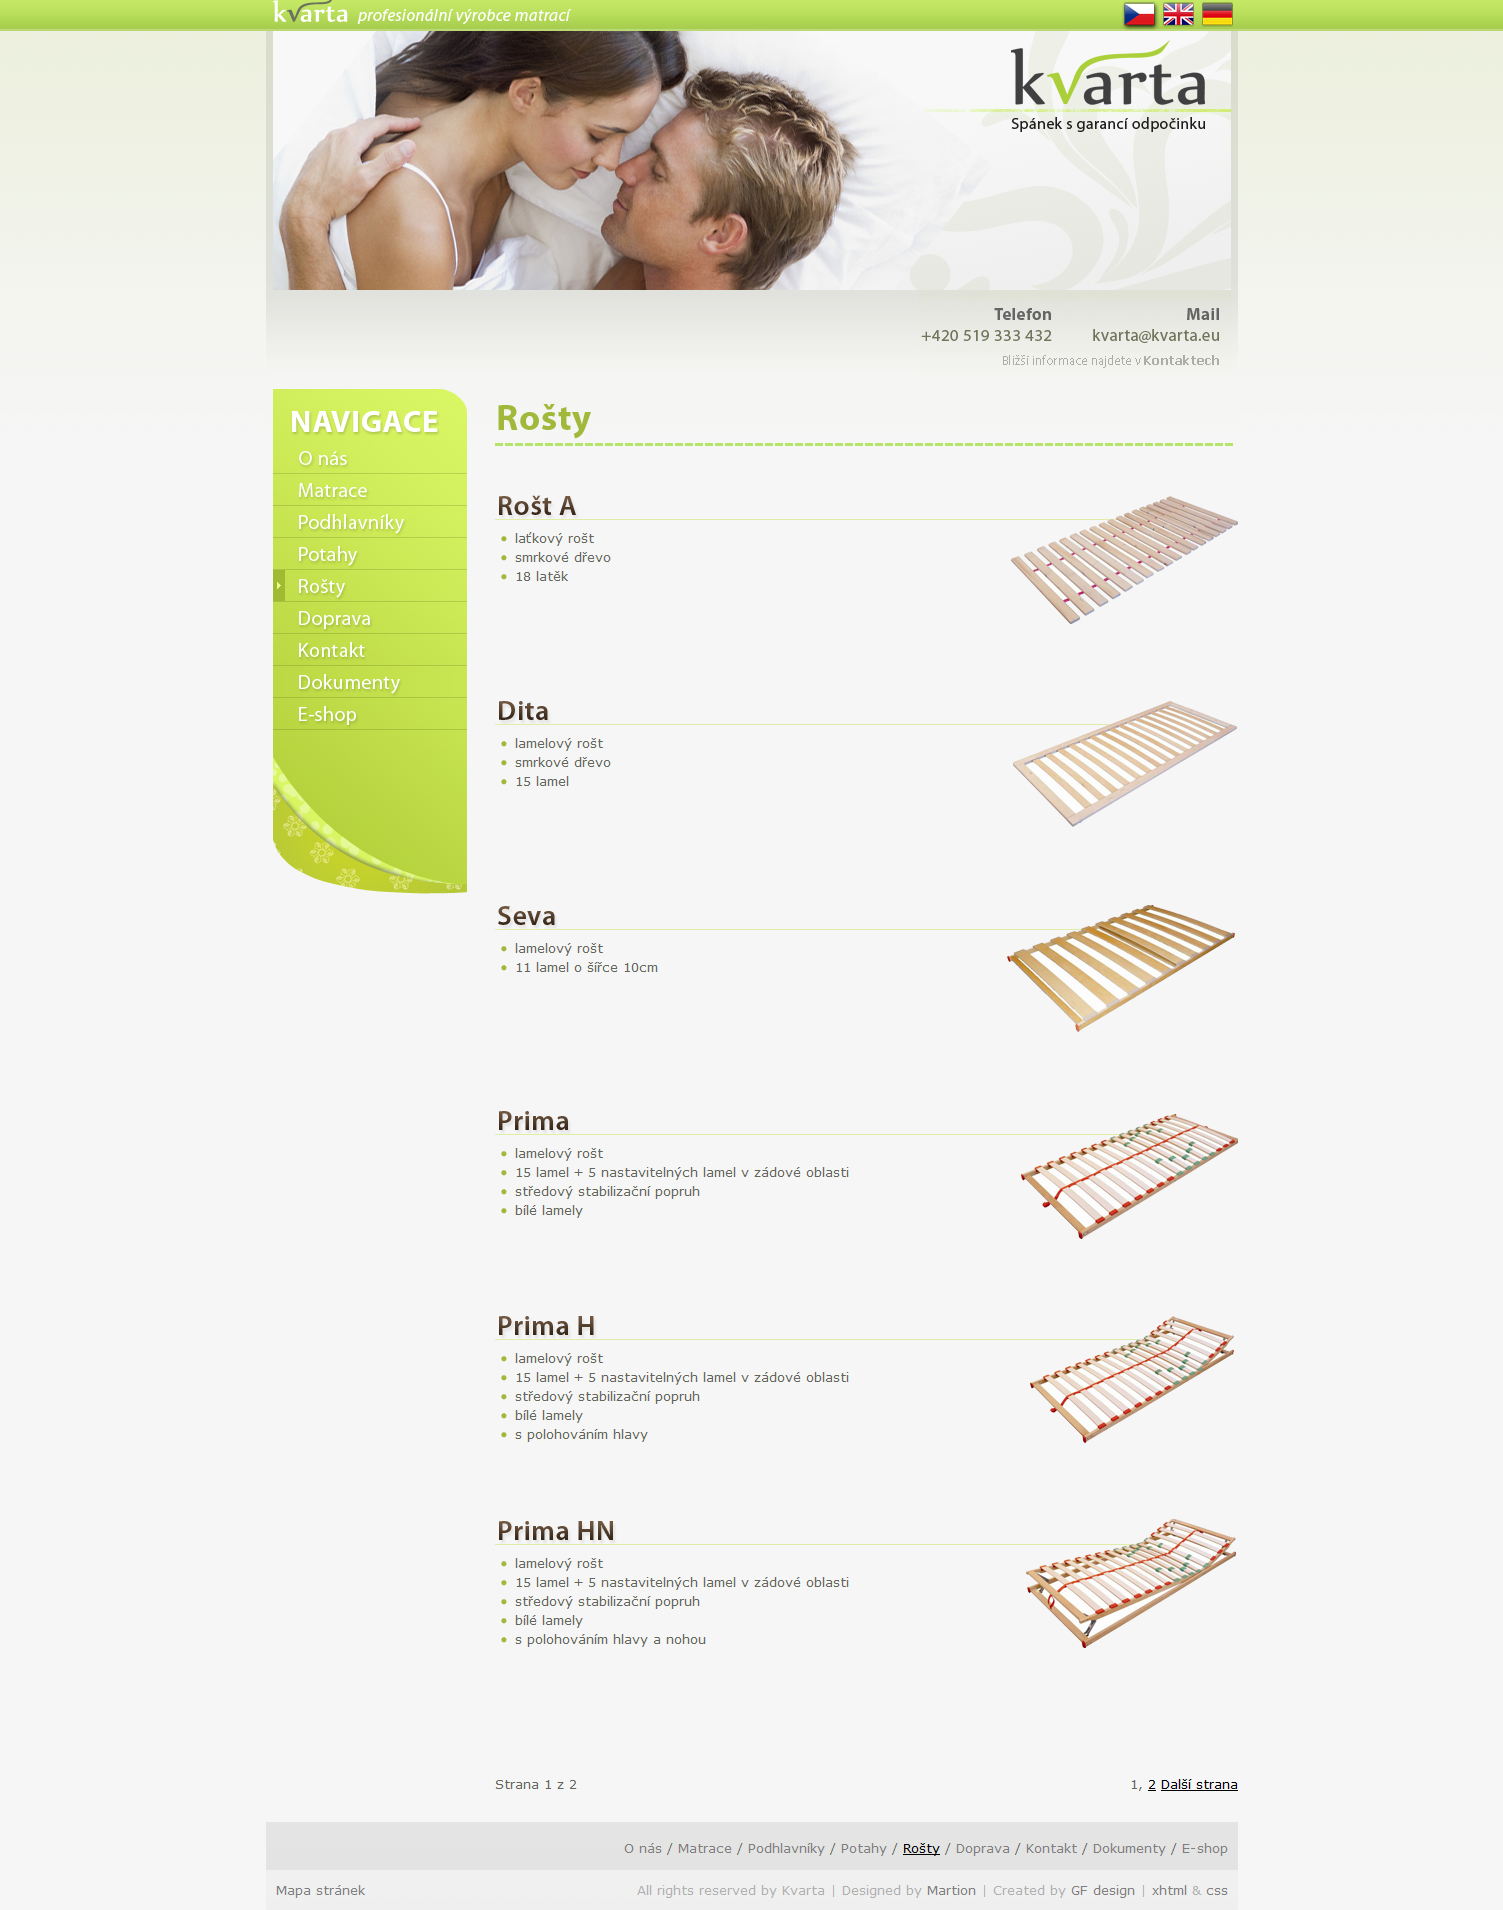 kvarta profesionální výrobce matrací
kvarta
Spánek s garancí odpočinku
Telefon
+420 519 333 432
Mail
kvarta@kvarta.eu
Bližší informace najdete v Kontaktech
NAVIGACE
O nás
Matrace
Podhlavníky
Potahy
Rošty
Doprava
Kontakt
Dokumenty
E-shop
Rošty
Rošt A
laťkový rošt
smrkové dřevo
18 latěk
Dita
lamelový rošt
smrkové dřevo
15 lamel
Seva
lamelový rošt
11 lamel o šířce 10cm
Prima
lamelový rošt
15 lamel + 5 nastavitelných lamel v zádové oblasti
středový stabilizační popruh
bílé lamely
Prima H
lamelový rošt
15 lamel + 5 nastavitelných lamel v zádové oblasti
středový stabilizační popruh
bílé lamely
s polohováním hlavy
Prima HN
lamelový rošt
15 lamel + 5 nastavitelných lamel v zádové oblasti
středový stabilizační popruh
bílé lamely
s polohováním hlavy a nohou
Strana 1 z 2
1, 2 Další strana
O nás / Matrace / Podhlavníky / Potahy / Rošty / Doprava / Kontakt / Dokumenty / E-shop
Mapa stránek
All rights reserved by Kvarta | Designed by Martion | Created by GF design | xhtml & css